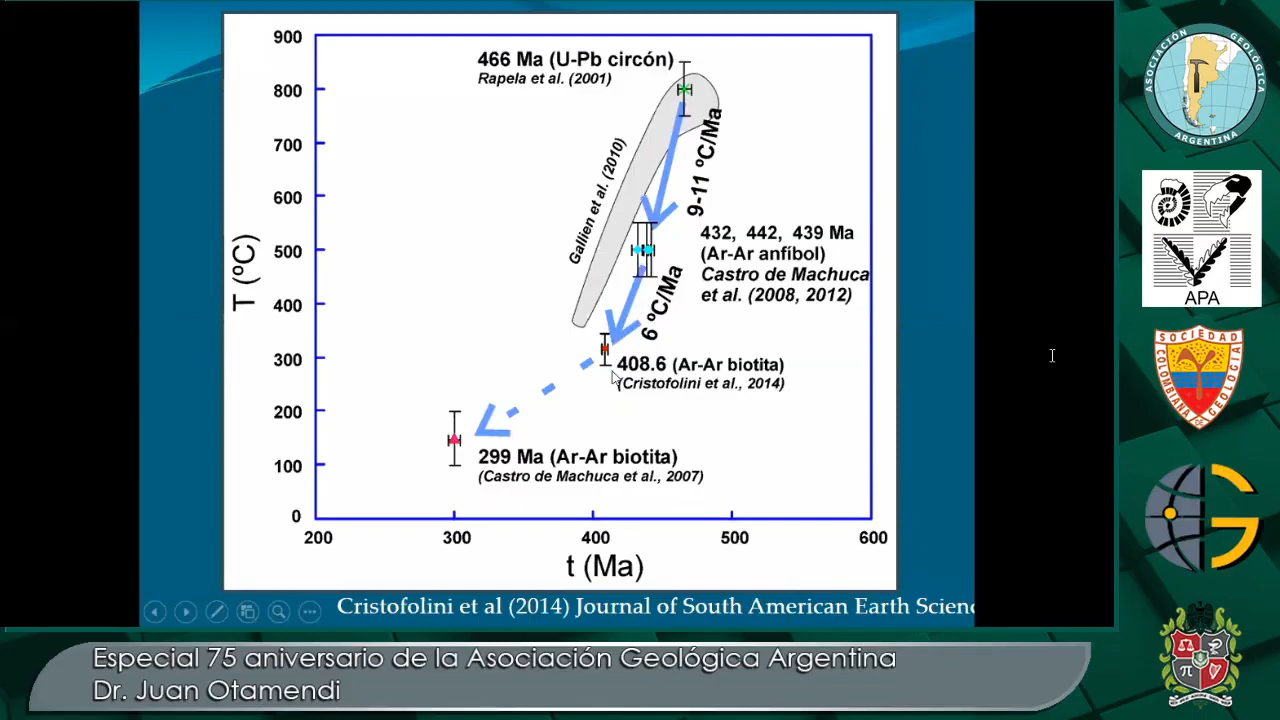 900
800
700
600
500
400
300
200
100
0
T (ºC)
200
300
400
500
600
t (Ma)
466 Ma (U-Pb circón)
Rapela et al. (2001)
Gallien et al. (2010)
9-11 ºC/Ma
432, 442, 439 Ma
(Ar-Ar anfíbol)
Castro de Machuca
et al. (2008, 2012)
6 ºC/Ma
408.6 (Ar-Ar biotita)
(Cristofolini et al., 2014)
299 Ma (Ar-Ar biotita)
(Castro de Machuca et al., 2007)
Cristofolini et al (2014) Journal of South American Earth Scienc
ASOCIACIÓN GEOLÓGICA
ARGENTINA
APA
SOCIEDAD
COLOMBIANA DE GEOLOGIA
G
π
Especial 75 aniversario de la Asociación Geológica Argentina
Dr. Juan Otamendi